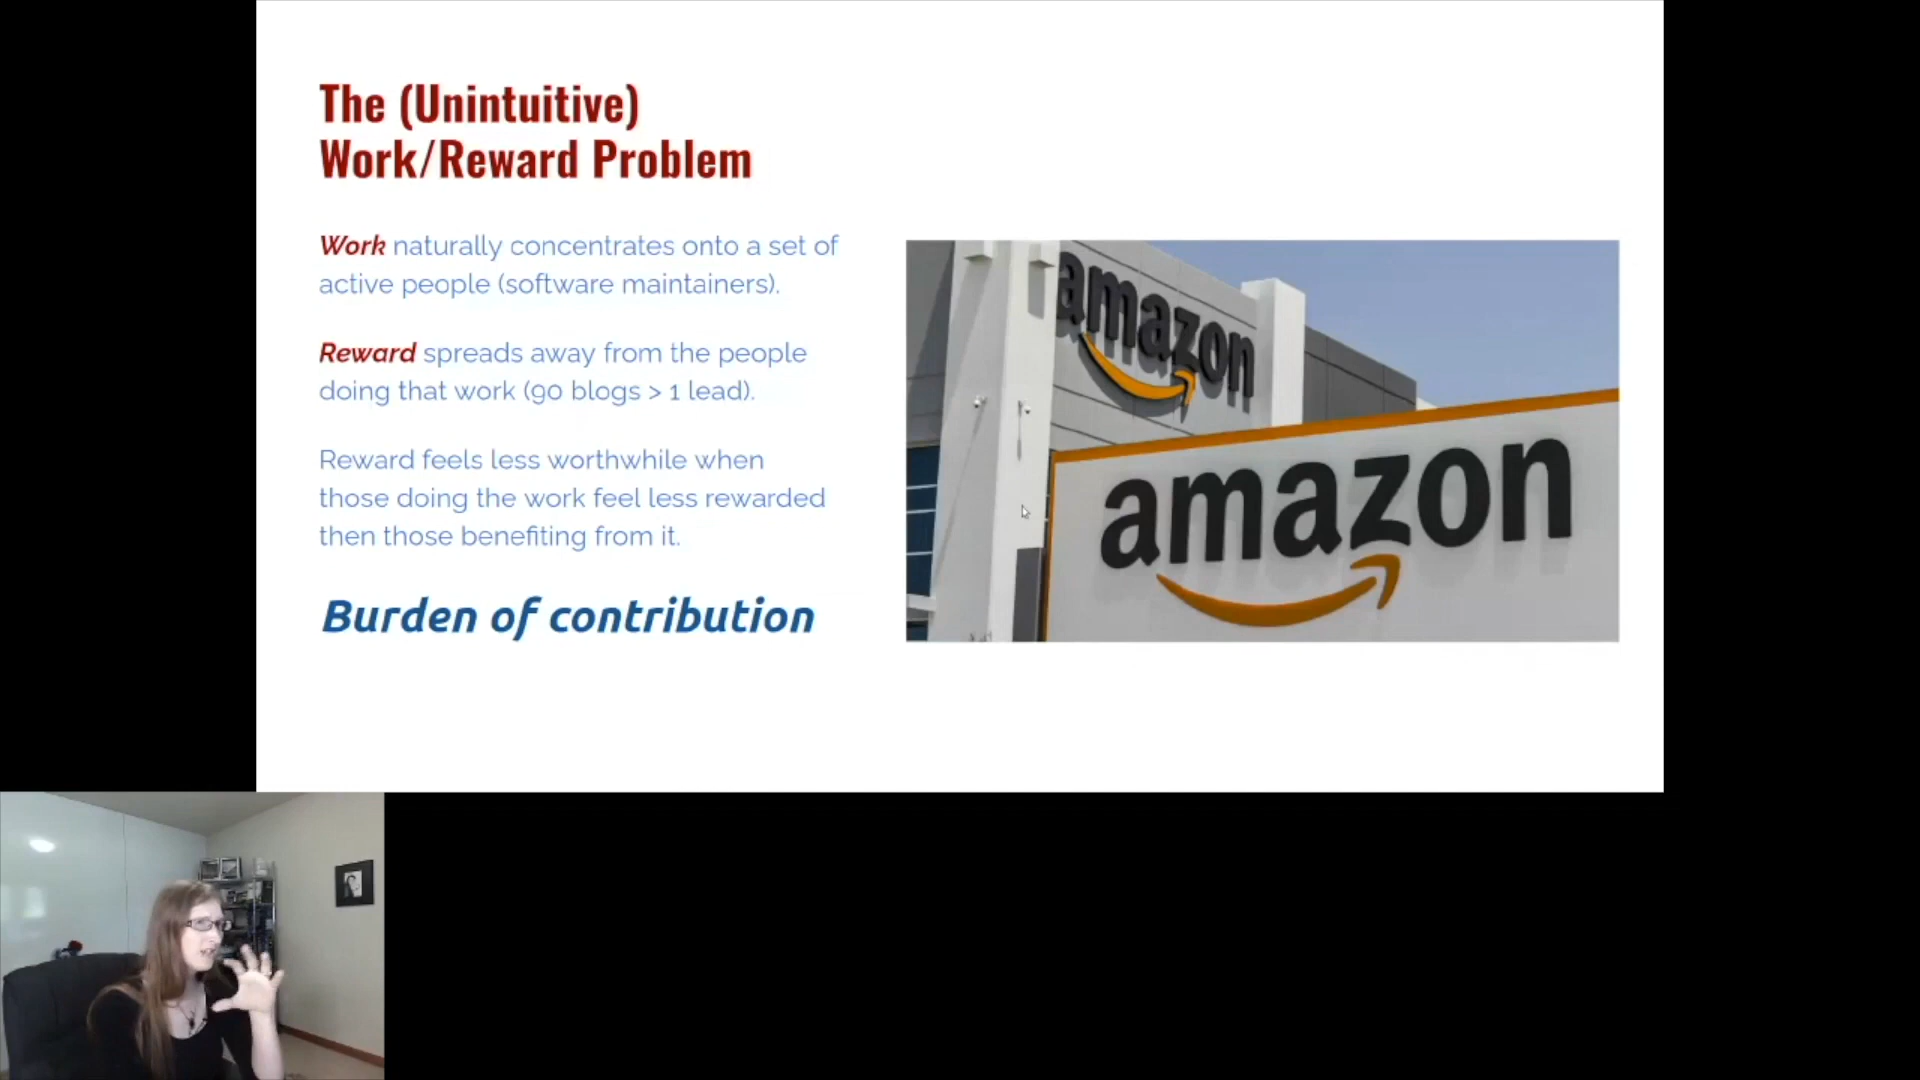 The (Unintuitive)
Work/Reward Problem
Work naturally concentrates onto a set of
active people (software maintainers).
Reward spreads away from the people
doing that work (90 blogs > 1 lead).
Reward feels less worthwhile when
those doing the work feel less rewarded
then those benefiting from it.
Burden of contribution
amazon
amazon